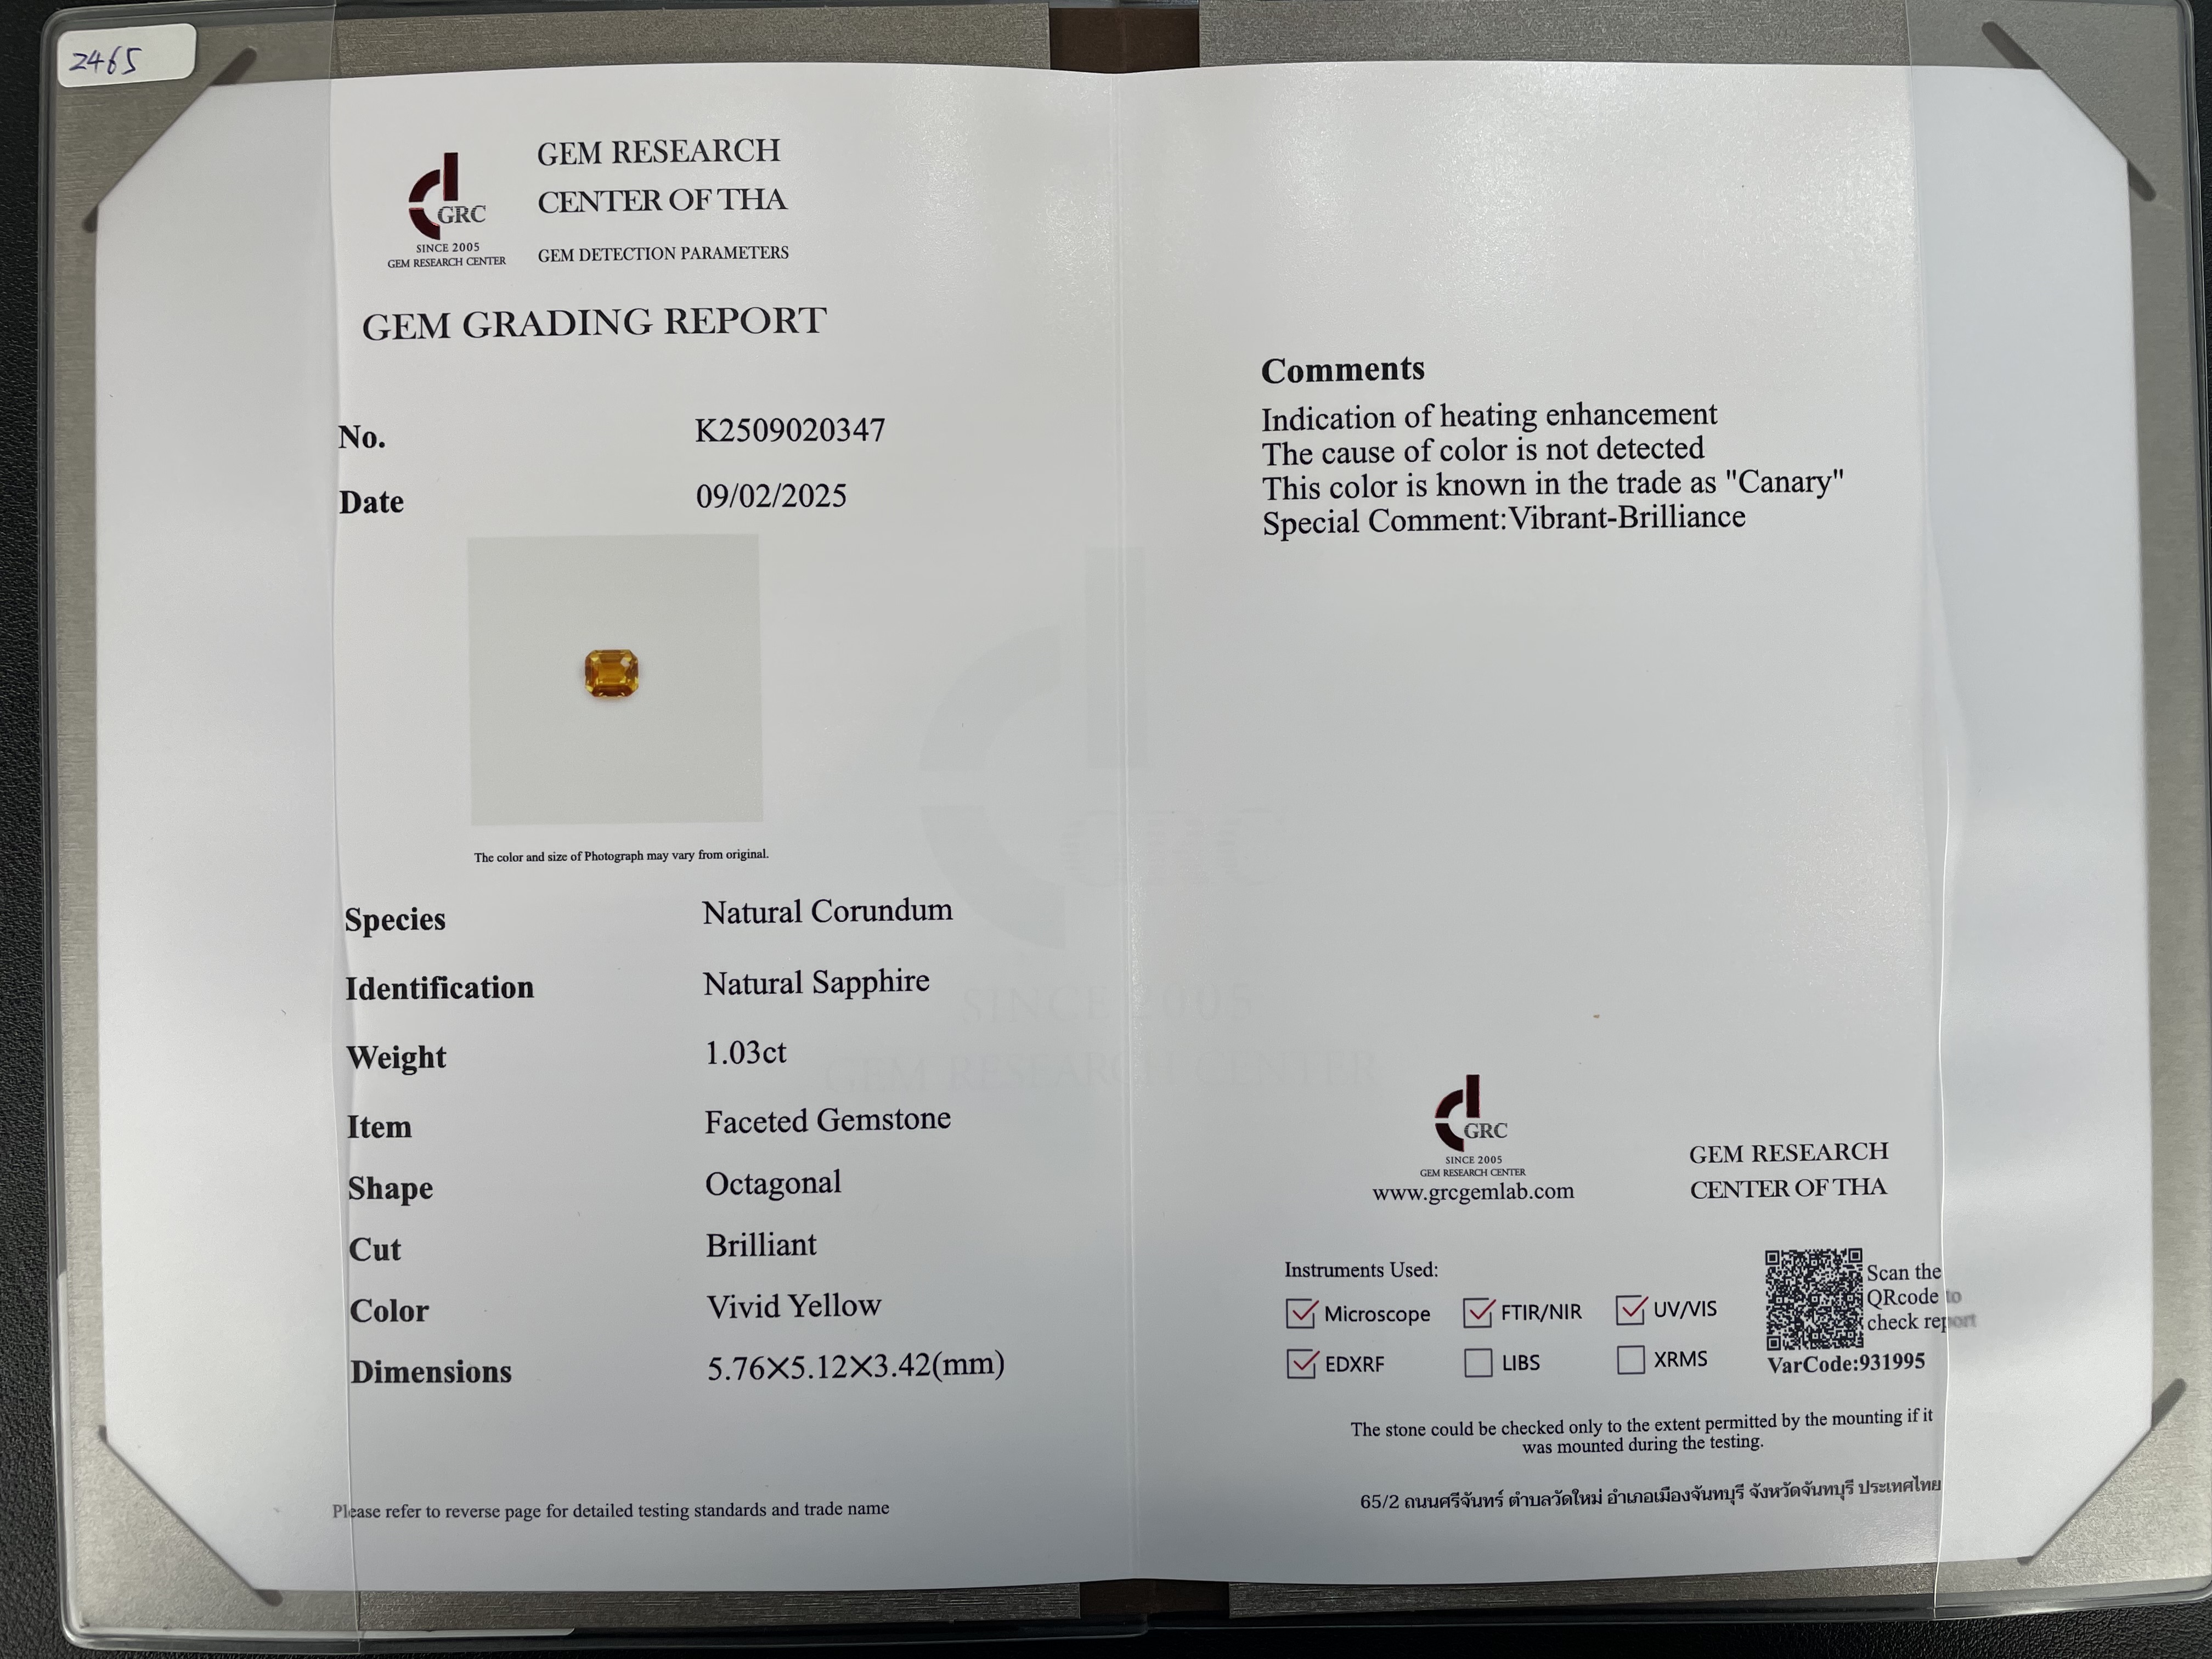 2465
GRC
SINCE 2005
GEM RESEARCH CENTER
GEM RESEARCH
CENTER OF THA
GEM DETECTION PARAMETERS
GEM GRADING REPORT
No. K2509020347
Date 09/02/2025
The color and size of Photograph may vary from original.
Species Natural Corundum
Identification Natural Sapphire
Weight 1.03ct
Item Faceted Gemstone
Shape Octagonal
Cut Brilliant
Color Vivid Yellow
Dimensions 5.76×5.12×3.42(mm)
Please refer to reverse page for detailed testing standards and trade name
GRC
SINCE 2005
GEM RESEARCH CENTER
Comments
Indication of heating enhancement
The cause of color is not detected
This color is known in the trade as "Canary"
Special Comment:Vibrant-Brilliance
GRC
SINCE 2005
GEM RESEARCH CENTER
www.grcgemlab.com
GEM RESEARCH
CENTER OF THA
Instruments Used:
Microscope FTIR/NIR UV/VIS
EDXRF LIBS XRMS
Scan the
QRcode to
check report
VarCode:931995
The stone could be checked only to the extent permitted by the mounting if it
was mounted during the testing.
65/2 ถนนศรีจันทร์ ตำบลวัดใหม่ อำเภอเมืองจันทบุรี จังหวัดจันทบุรี ประเทศไทย